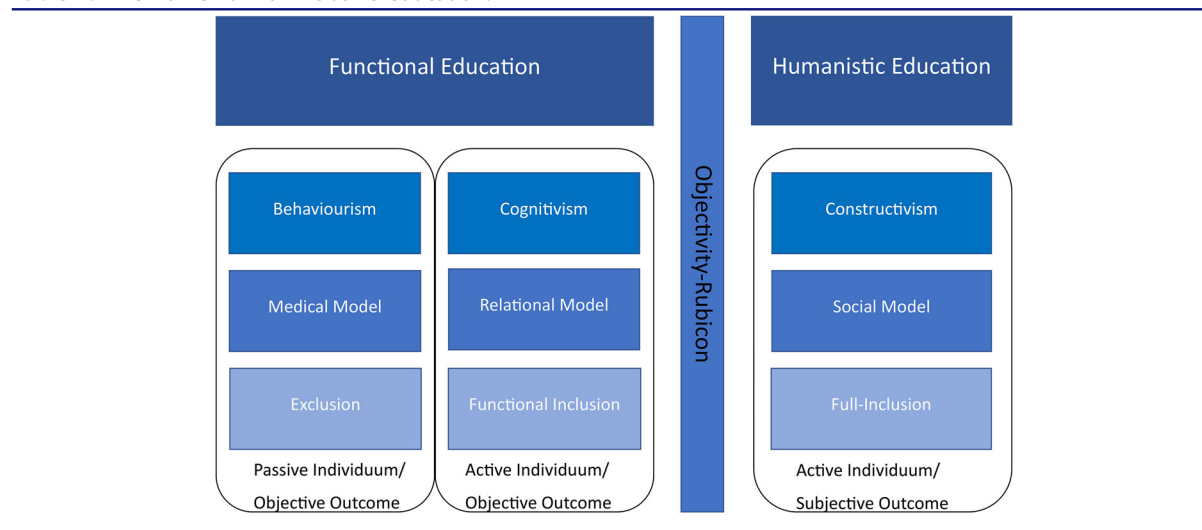 Functional Education
Humanistic Education
Objectivity-Rubicon
Behaviourism
Medical Model
Exclusion
Passive Individuum/
Objective Outcome
Cognitivism
Relational Model
Functional Inclusion
Active Individuum/
Objective Outcome
Constructivism
Social Model
Full-Inclusion
Active Individuum/
Subjective Outcome